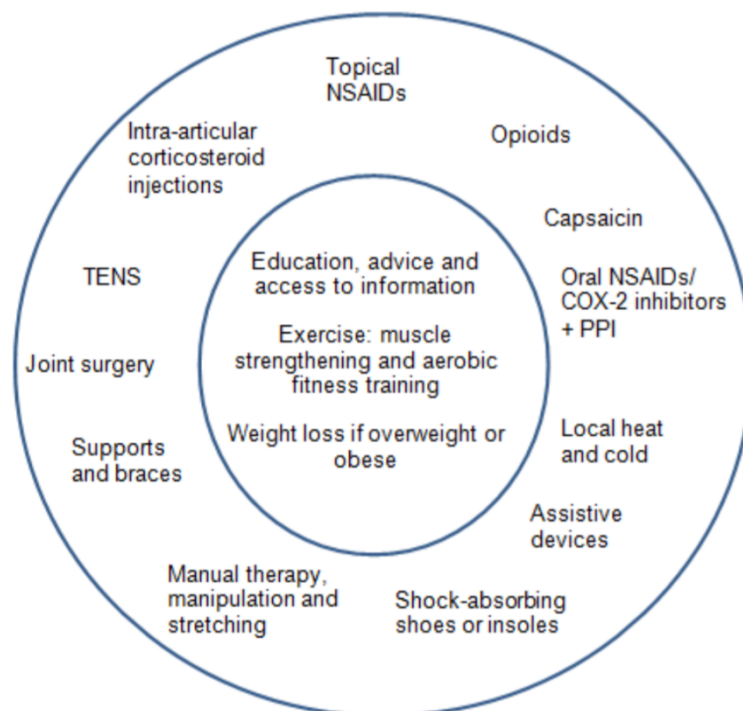 Topical
NSAIDs
Opioids
Intra-articular
corticosteroid
injections
Capsaicin
TENS
Oral NSAIDs/
COX-2 inhibitors
+ PPI
Education, advice and
access to information
Exercise: muscle
strengthening and aerobic
fitness training
Weight loss if overweight or
obese
Joint surgery
Supports
and braces
Local heat
and cold
Assistive
devices
Manual therapy,
manipulation and
stretching
Shock-absorbing
shoes or insoles